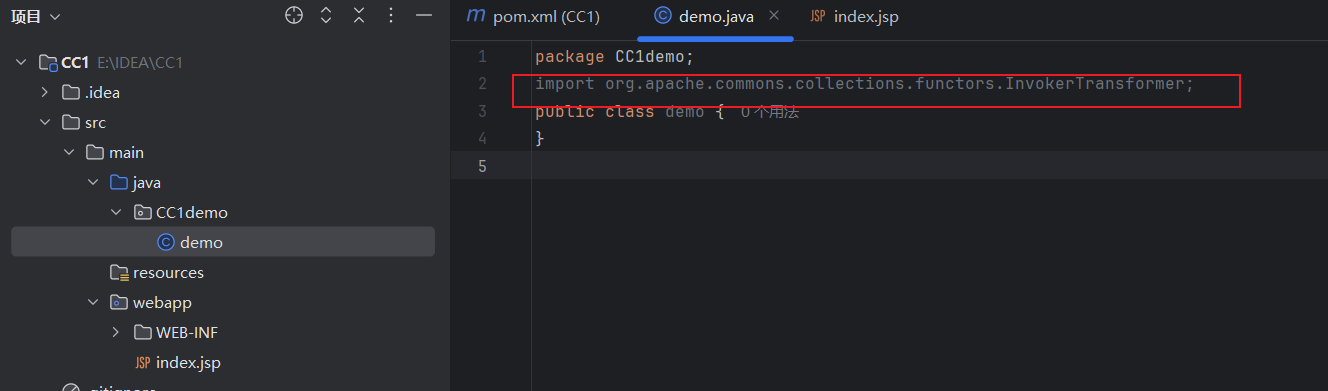 项目
CC1 E:\IDEA\CC1
.idea
src
main
java
CC1demo
demo
resources
webapp
WEB-INF
index.jsp
.gitignore
pom.xml (CC1)
demo.java
index.jsp
1 package CC1demo;
2 import org.apache.commons.collections.functors.InvokerTransformer;
3 public class demo { 0 个用法
4 }
5